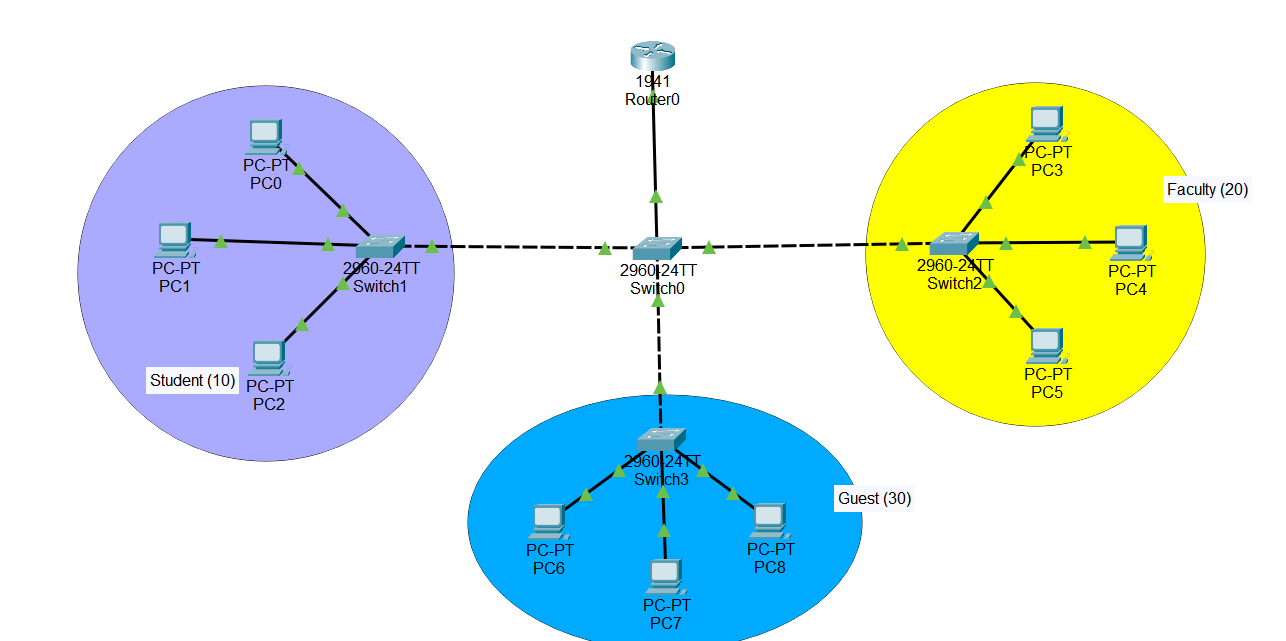 1941
Router0
PC-PT
PC0
PC-PT
PC1
PC-PT
PC2
Student (10)
2960-24TT
Switch1
2960-24TT
Switch0
2960-24TT
Switch2
PC-PT
PC3
Faculty (20)
PC-PT
PC4
PC-PT
PC5
2960-24TT
Switch3
Guest (30)
PC-PT
PC6
PC-PT
PC8
PC-PT
PC7